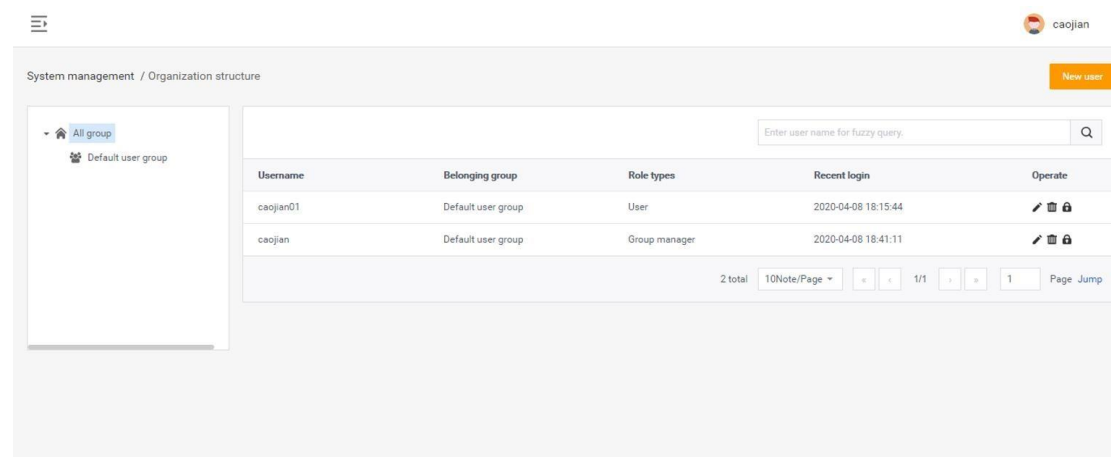 caojian
System management / Organization structure
New user
All group
Default user group
Enter user name for fuzzy query.
Username Belonging group Role types Recent login Operate
caojian01 Default user group User 2020-04-08 18:15:44
caojian Default user group Group manager 2020-04-08 18:41:11
2 total 10Note/Page « ‹ 1/1 › » 1 Page Jump